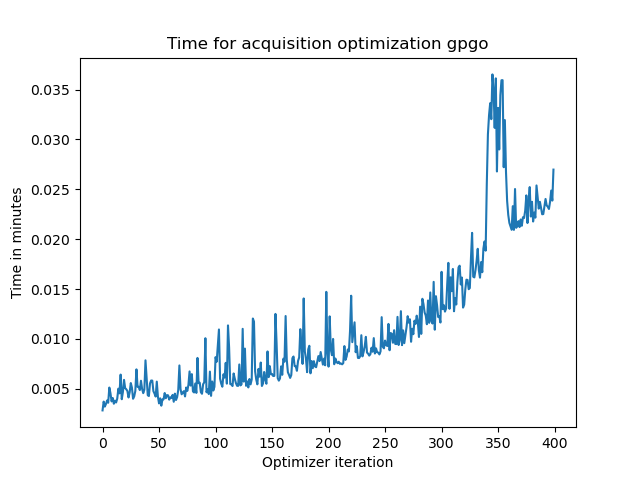 Time for acquisition optimization gpgo
0.035
0.030
0.025
0.020
0.015
0.010
0.005
Time in minutes
0 50 100 150 200 250 300 350 400
Optimizer iteration